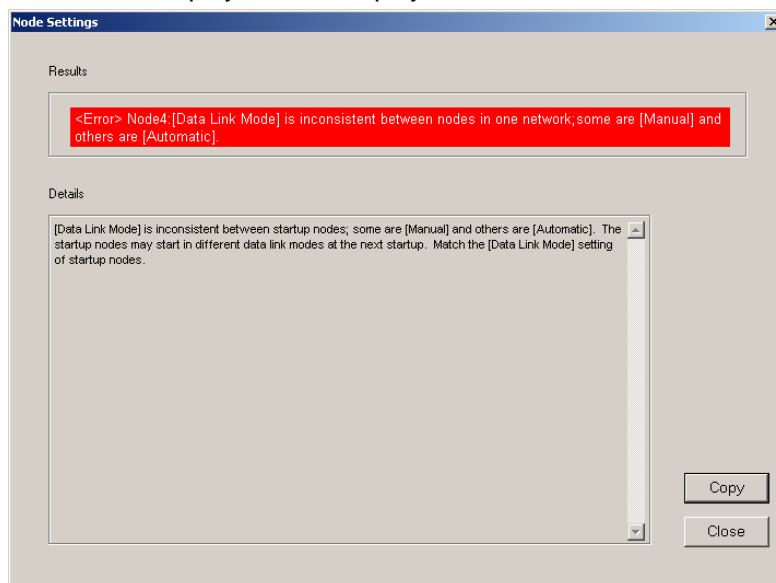 Node Settings
Results
<Error> Node4:[Data Link Mode] is inconsistent between nodes in one network;some are [Manual] and
others are [Automatic].
Details
[Data Link Mode] is inconsistent between startup nodes; some are [Manual] and others are [Automatic].  The
startup nodes may start in different data link modes at the next startup.  Match the [Data Link Mode] setting
of startup nodes.
Copy
Close